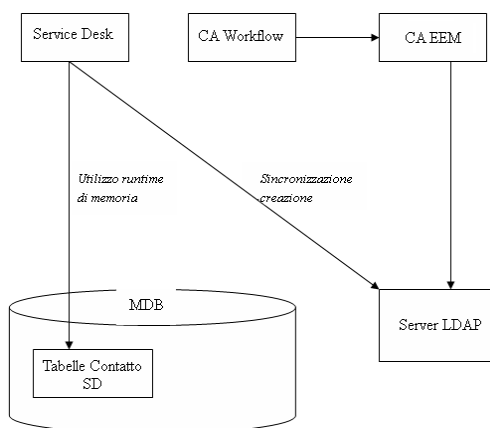 Service Desk
CA Workflow
CA EEM
Utilizzo runtime
di memoria
Sincronizzazione
creazione
MDB
Server LDAP
Tabelle Contatto
SD